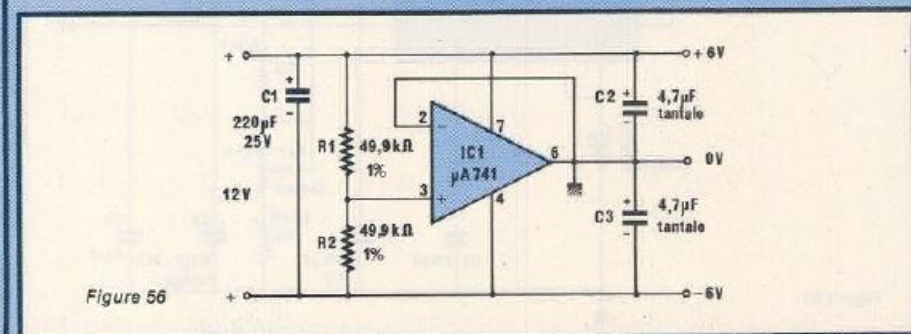 +
+ 6V
C1
+
-
220µF
25V
R1
49,9kΩ
1%
12V
R2
49,9kΩ
1%
2
-
7
IC1
µA741
6
3
+
4
C2
+
-
4,7µF
tantale
0V
C3
+
-
4,7µF
tantale
+
-6V
Figure 56